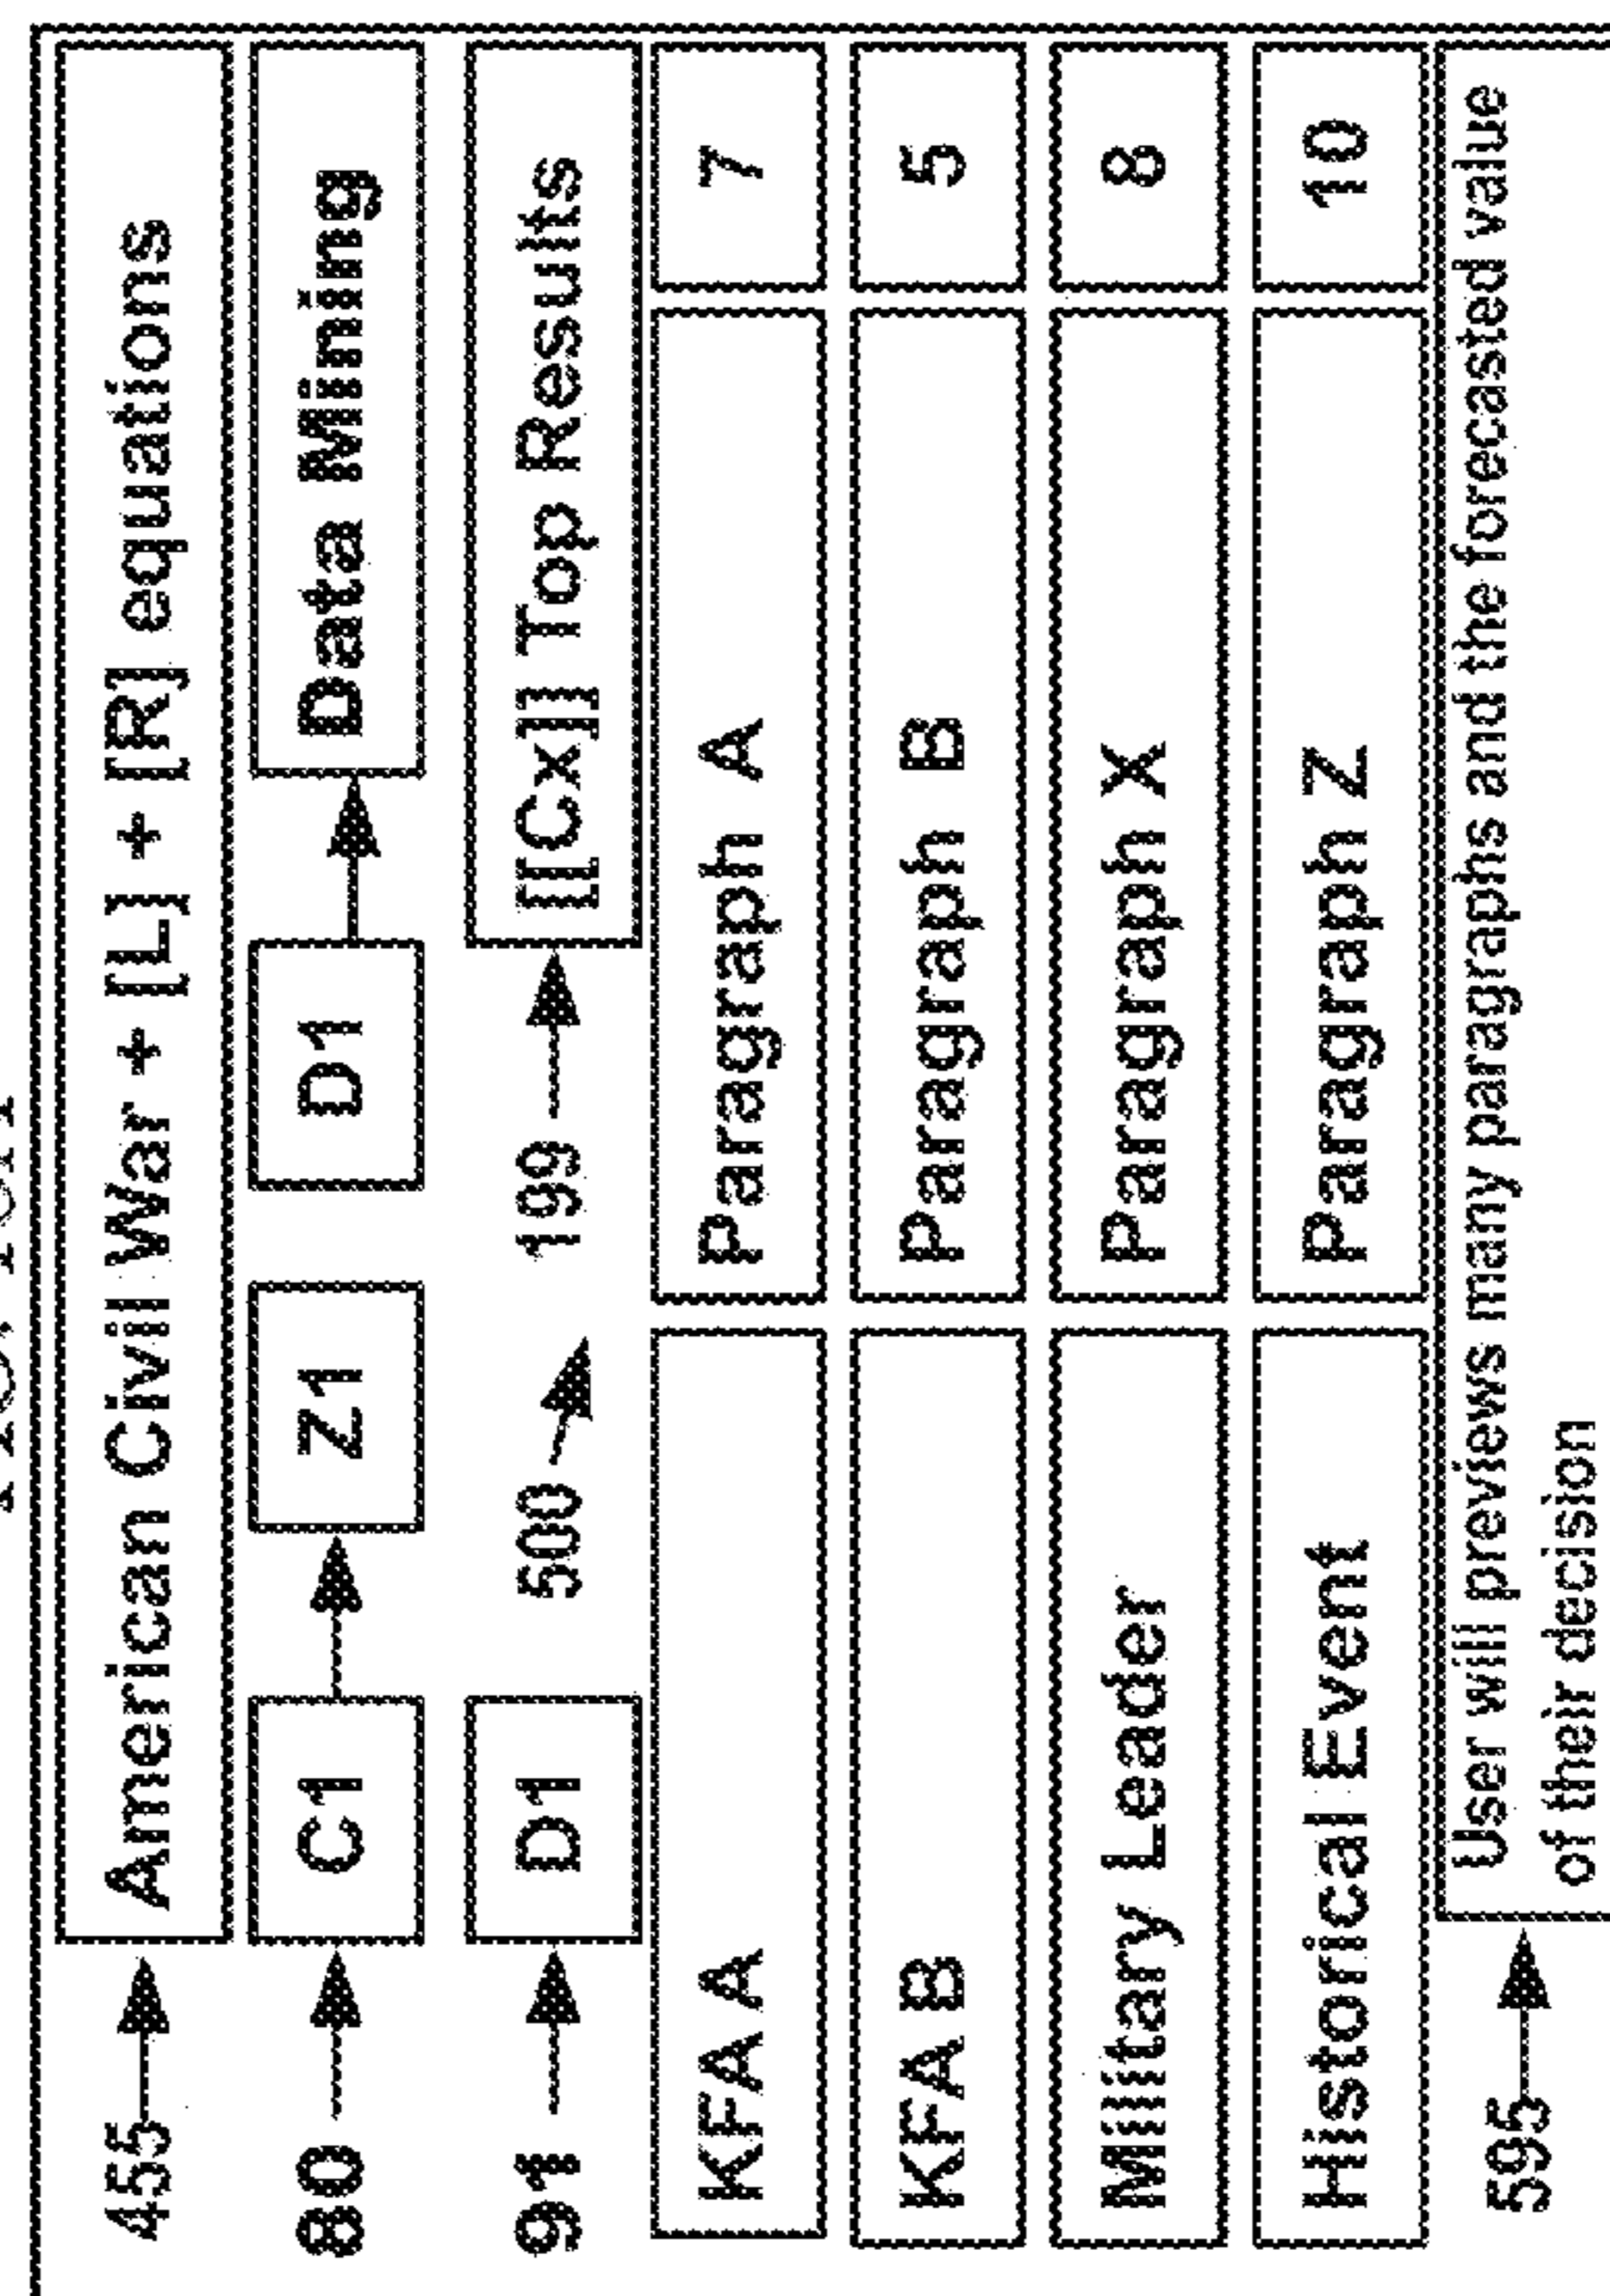 455 American Civil War + [L] + [R] equations
80 C1 Z1 D1 Data Mining
91 D1 500 199 [[Cx]] Top Results
KFA A Paragraph A 7
KFA B Paragraph B 5
Military Leader Paragraph X 8
Historical Event Paragraph Z 10
595 User will previews many paragraphs and the forecasted value
of their decision